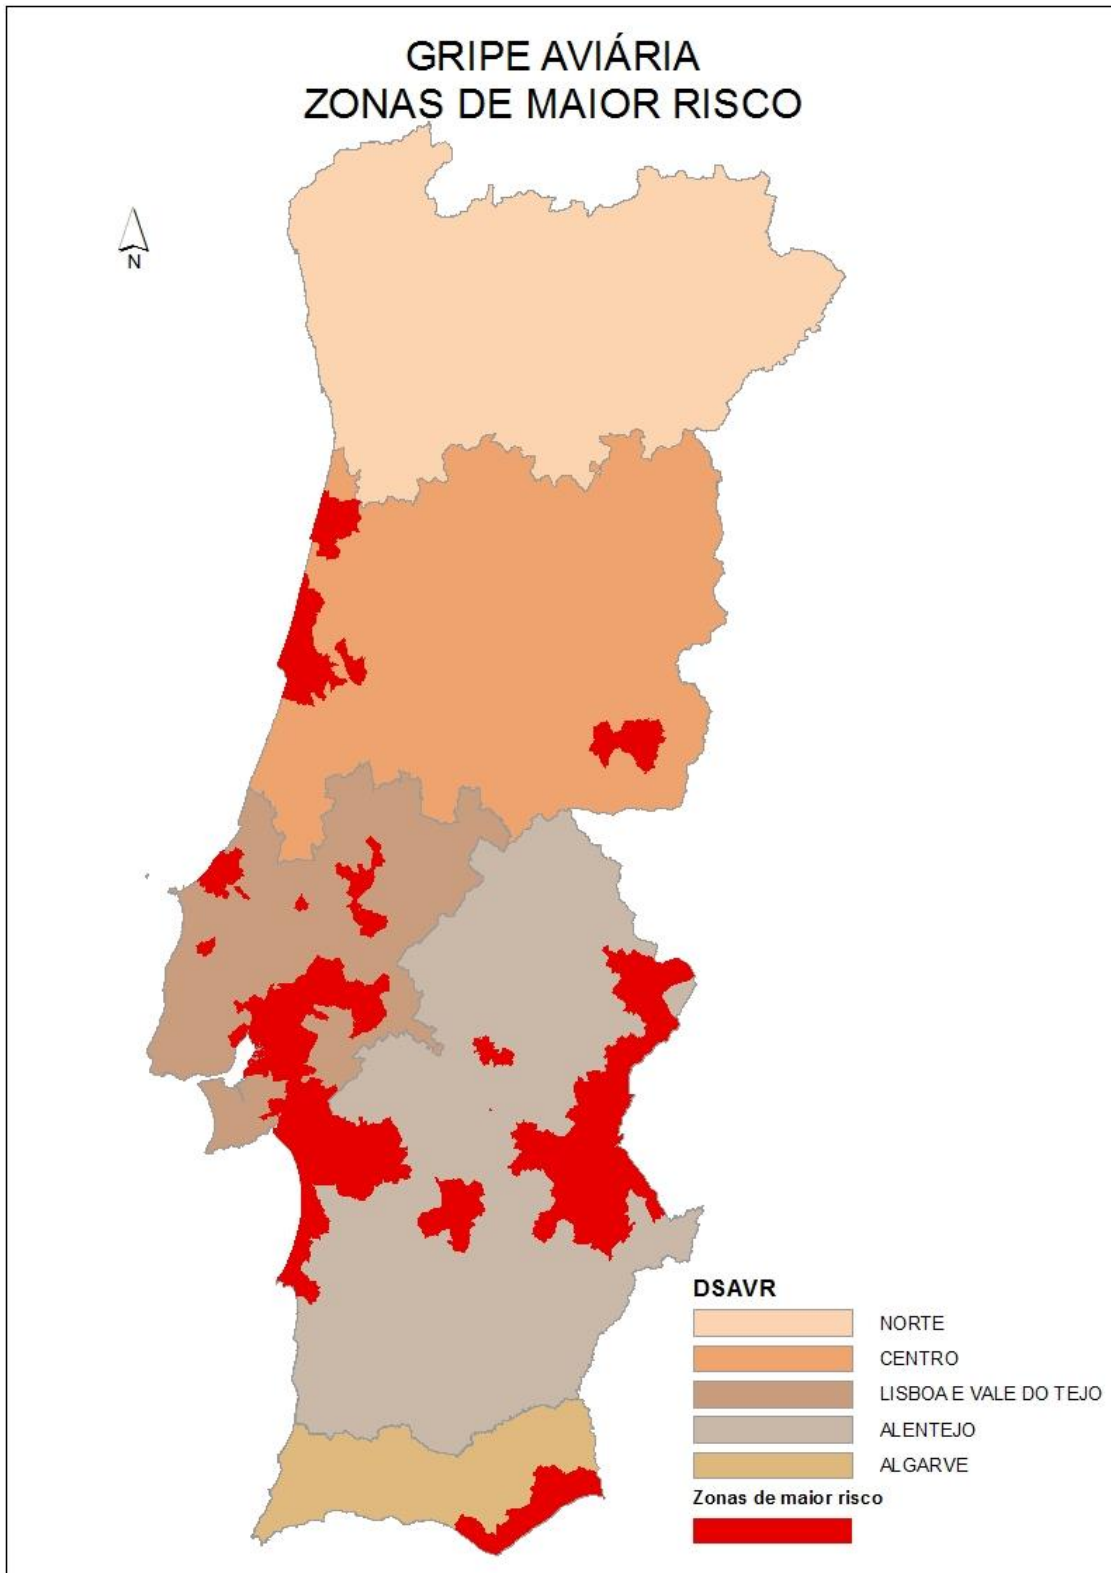 GRIPE AVIÁRIA
ZONAS DE MAIOR RISCO
N
DSAVR
NORTE
CENTRO
LISBOA E VALE DO TEJO
ALENTEJO
ALGARVE
Zonas de maior risco